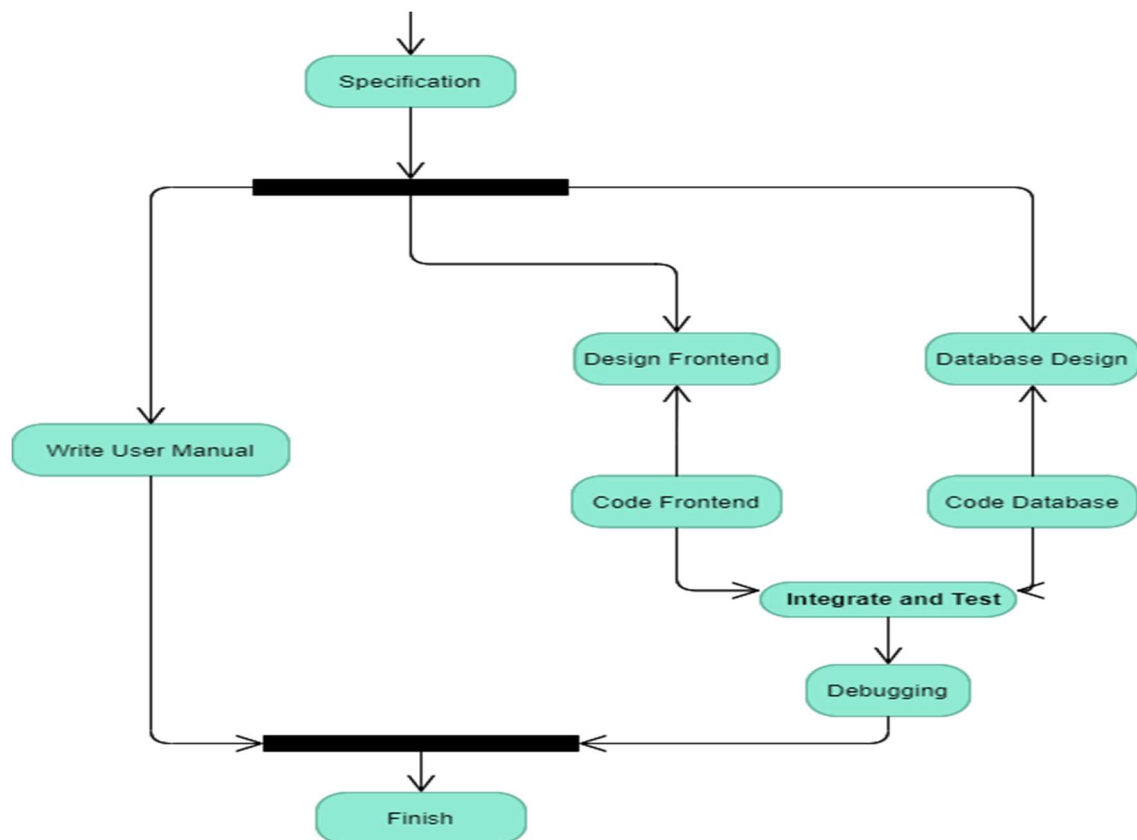 Specification
Design Frontend
Database Design
Write User Manual
Code Frontend
Code Database
Integrate and Test
Debugging
Finish